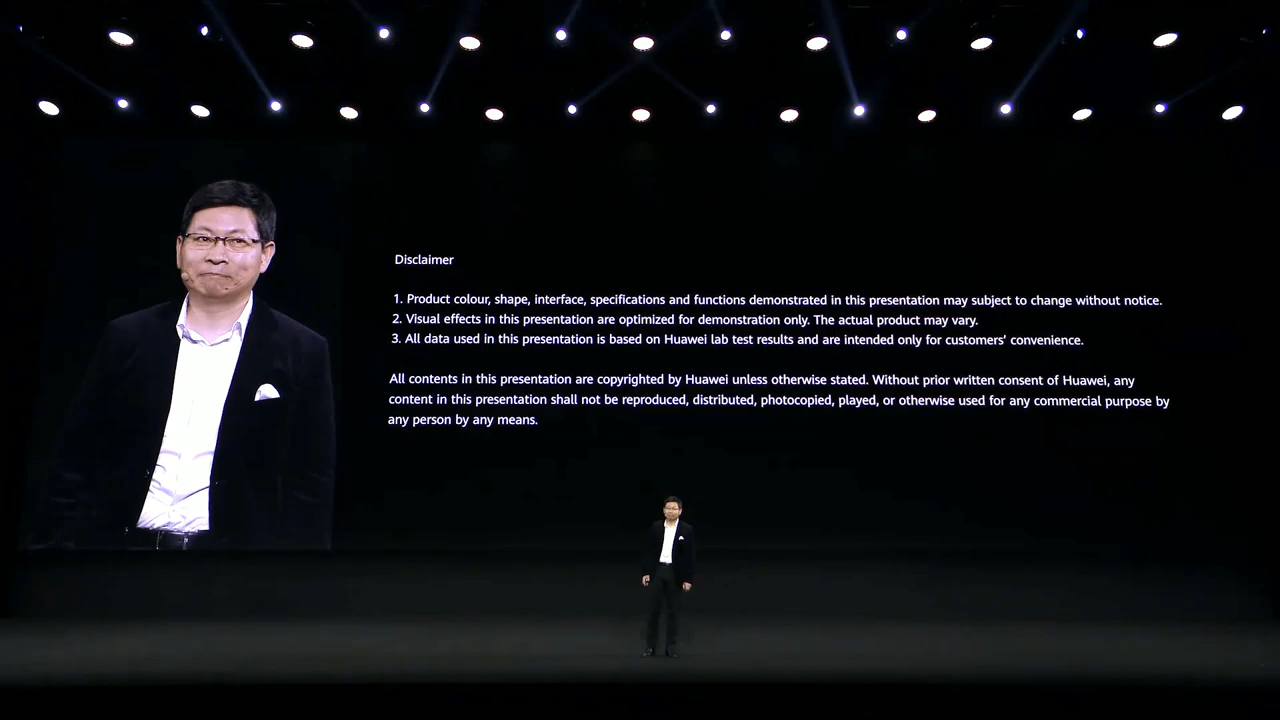 Disclaimer
1. Product colour, shape, interface, specifications and functions demonstrated in this presentation may subject to change without notice.
2. Visual effects in this presentation are optimized for demonstration only. The actual product may vary.
3. All data used in this presentation is based on Huawei lab test results and are intended only for customers' convenience.
All contents in this presentation are copyrighted by Huawei unless otherwise stated. Without prior written consent of Huawei, any
content in this presentation shall not be reproduced, distributed, photocopied, played, or otherwise used for any commercial purpose by
any person by any means.